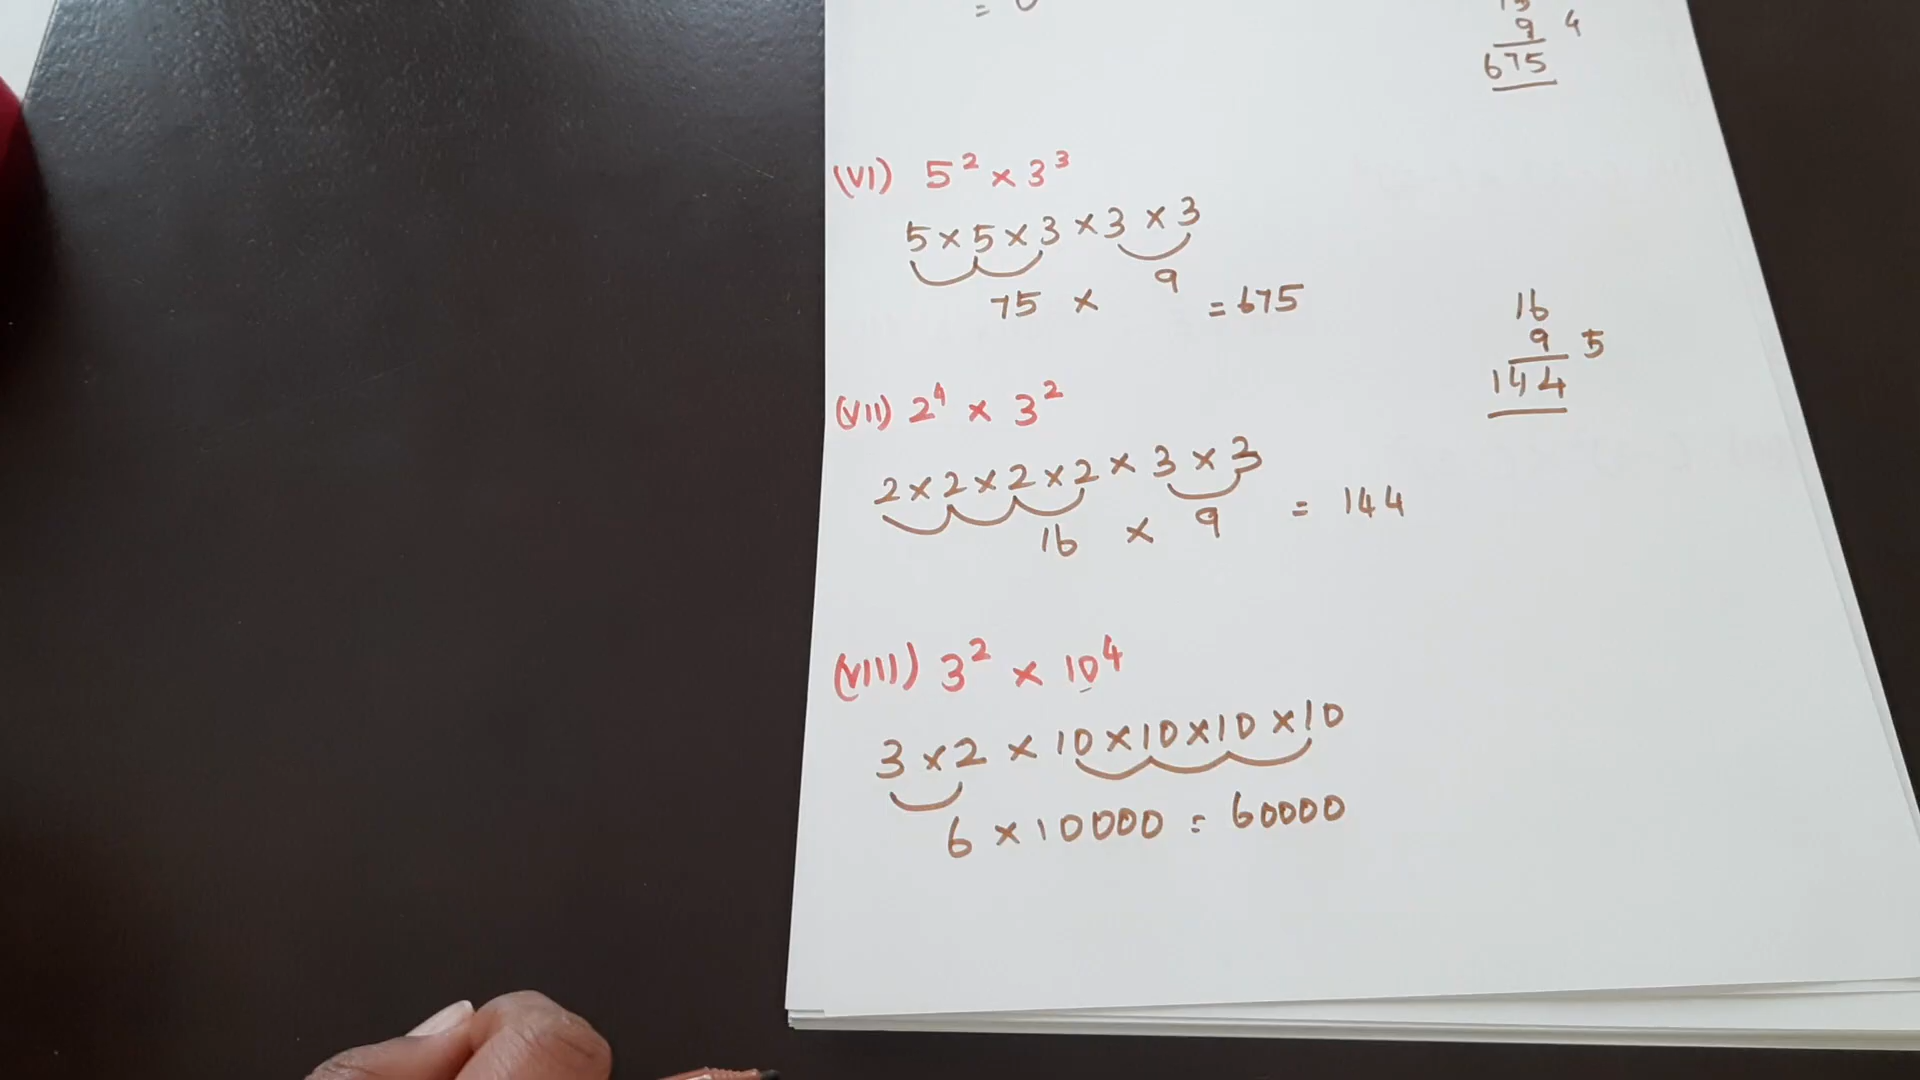 = 0
9 4
675
(VI) 5² × 3³
5 × 5 × 3 × 3 × 3
9
75 × = 675
16
9 5
144
(VII) 2⁴ × 3²
2 × 2 × 2 × 2 × 3 × 3
16 × 9 = 144
(VIII) 3² × 10⁴
3 × 2 × 10 × 10 × 10 × 10
6 × 10000 = 60000